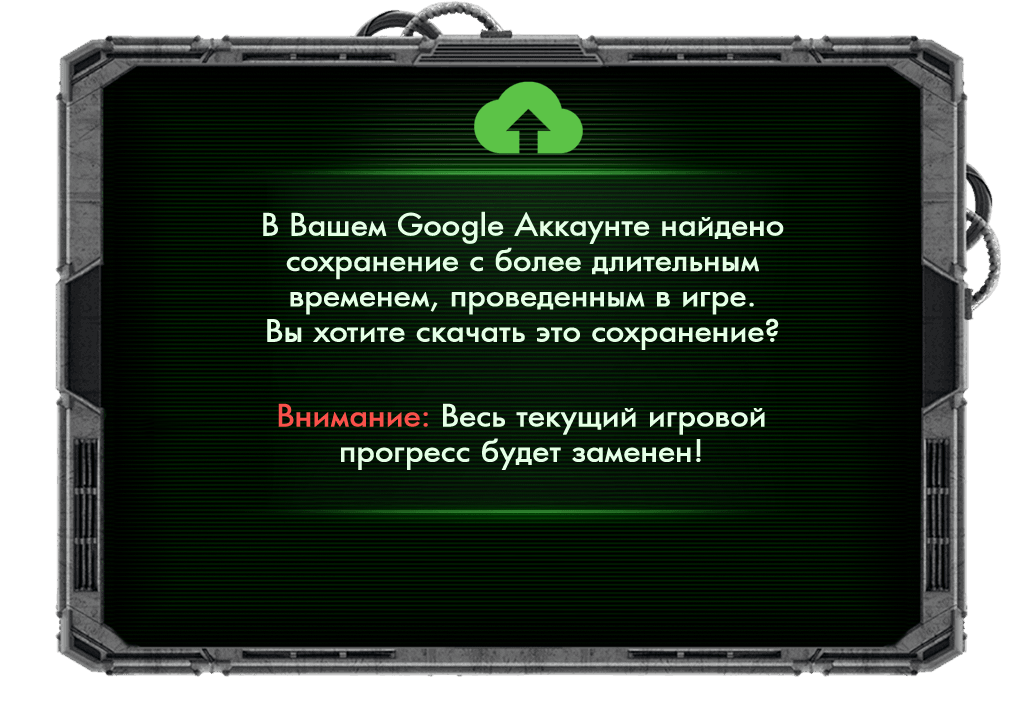 В Вашем Google Аккаунте найдено
сохранение с более длительным
временем, проведенным в игре.
Вы хотите скачать это сохранение?
Внимание: Весь текущий игровой
прогресс будет заменен!